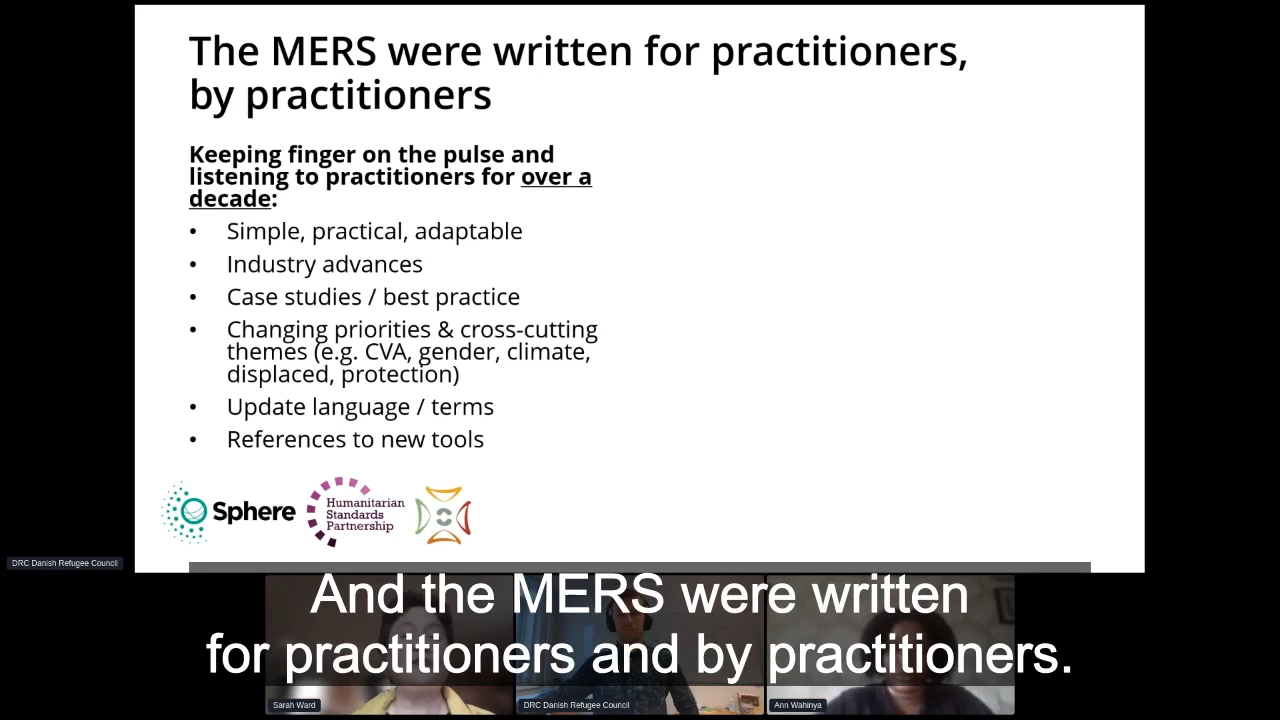 The MERS were written for practitioners,
by practitioners
Keeping finger on the pulse and
listening to practitioners for over a
decade:
• Simple, practical, adaptable
• Industry advances
• Case studies / best practice
• Changing priorities & cross-cutting
themes (e.g. CVA, gender, climate,
displaced, protection)
• Update language / terms
• References to new tools
Sphere
Humanitarian
Standards
Partnership
DRC Danish Refugee Council
And the MERS were written
for practitioners and by practitioners.
Sarah Ward
DRC Danish Refugee Council
Ann Wahinya